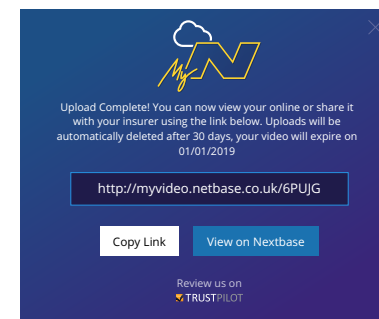 My N
Upload Complete! You can now view your online or share it
with your insurer using the link below. Uploads will be
automatically deleted after 30 days, your video will expire on
01/01/2019
http://myvideo.netbase.co.uk/6PUJG
Copy Link
View on Nextbase
Review us on
TRUSTPILOT